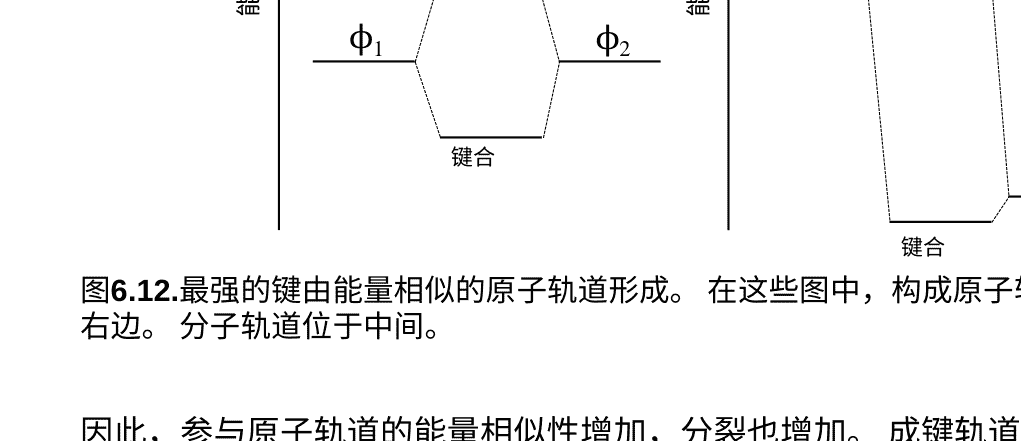 ϕ1 ϕ2
键合
键合
图6.12.最强的键由能量相似的原子轨道形成。 在这些图中，构成原子
右边。 分子轨道位于中间。
因此，参与原子轨道的能量相似性增加，分裂也增加。 成键轨道